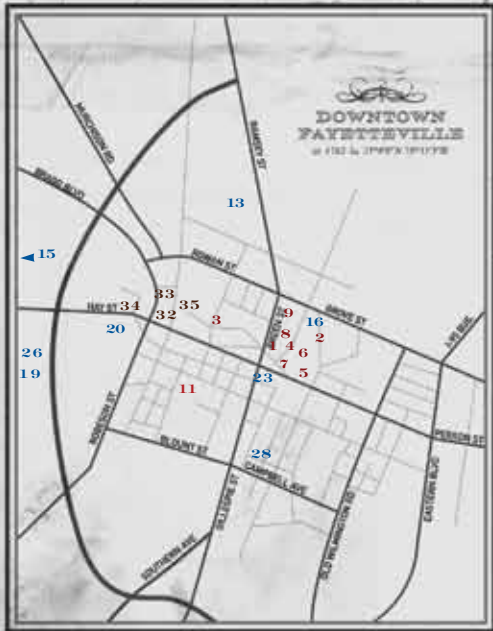 DOWNTOWN
FAYETTEVILLE
MURCHISON RD
RAMSEY ST
BRAGG BLVD
13
15
ROWAN ST
33
34
35
HAY ST
32
3
9
16
GROVE ST
GREEN ST
20
8
2
1
4
6
26
7
19
23
5
11
PERSON ST
ROBESON ST
BLOUNT ST
28
CAMPBELL AVE
GILLESPIE ST
EASTERN BLVD
OLD WILMINGTON RD
SOUTHERN AVE